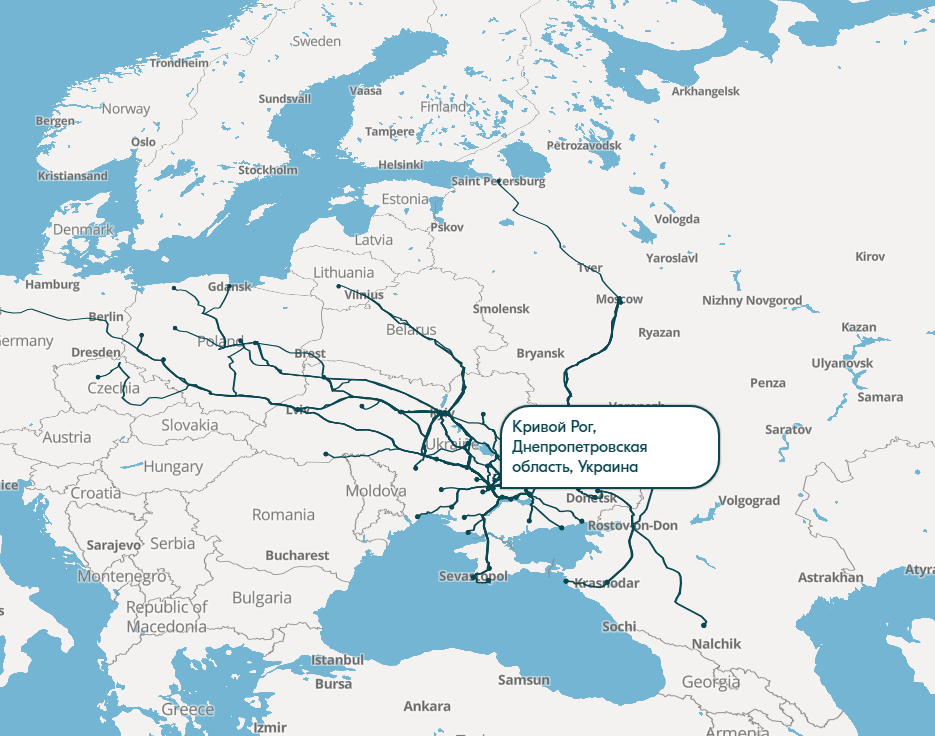 Sweden
Trondheim
Arkhangelsk
Vaasa
Sundsvall
Norway
Finland
Bergen
Tampere
Oslo
Petrozavodsk
Helsinki
Stockholm
Kristiansand
Saint Petersburg
Estonia
Vologda
Pskov
Denmark
Latvia
Yaroslavl
Kirov
Tver
Lithuania
Hamburg
Gdansk
Vilnius
Moscow
Nizhny Novgorod
Smolensk
Berlin
Belarus
Kazan
Ryazan
Germany
Poland
Dresden
Brest
Bryansk
Ulyanovsk
Penza
Czechia
Samara
Lviv
Кривой Рог,
Днепропетровская
область, Украина
Slovakia
Saratov
Austria
Ukraine
Hungary
Croatia
Moldova
Donetsk
Volgograd
Romania
Rostov-on-Don
Sarajevo
Serbia
Bucharest
Montenegro
Sevastopol
Krasnodar
Astrakhan
Bulgaria
Republic of
Macedonia
Sochi
Nalchik
Istanbul
Georgia
Bursa
Samsun
Greece
Ankara
Izmir
Armenia